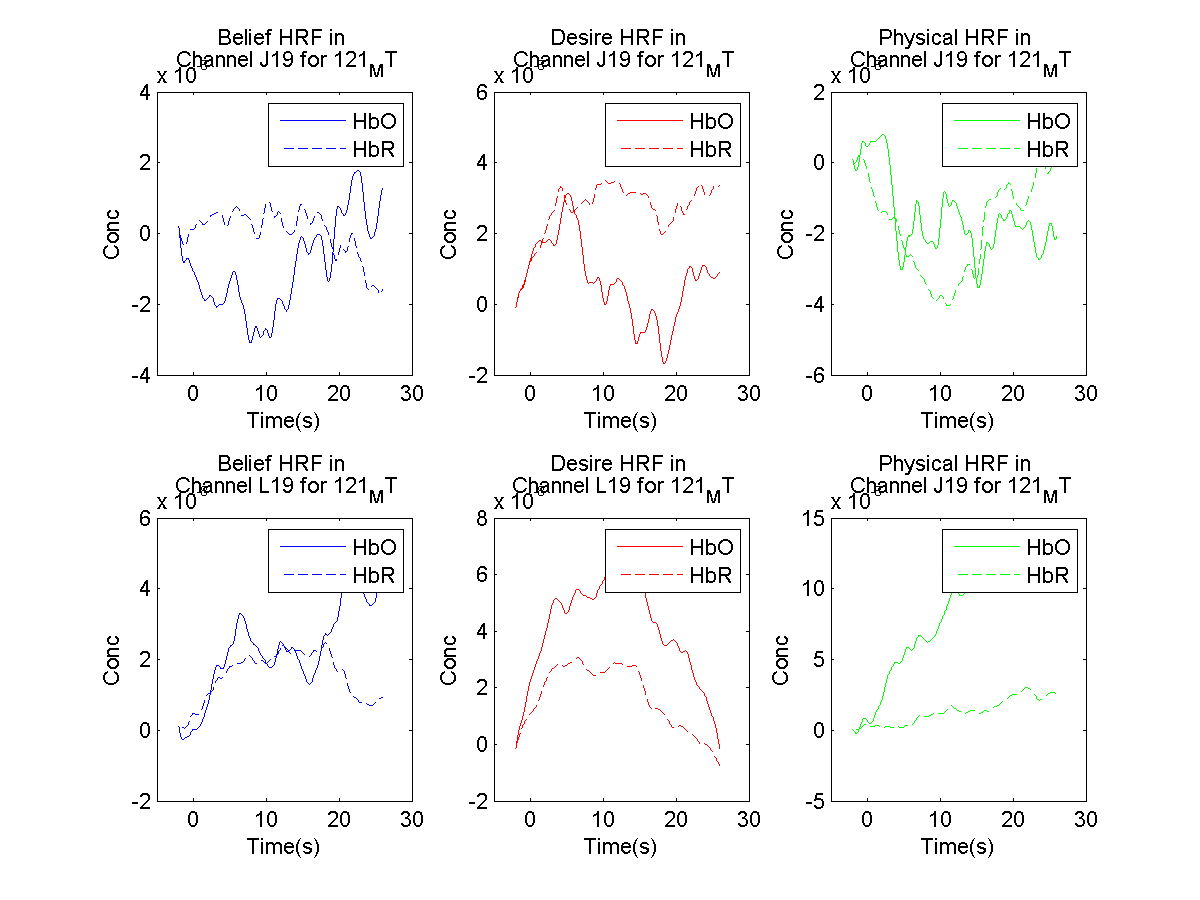 Belief HRF in
Channel J19 for 121MT
x 10
4
2
0
-2
-4
Conc
HbO
HbR
0 10 20 30
Time(s)
Desire HRF in
Channel J19 for 121MT
x 10
6
4
2
0
-2
Conc
HbO
HbR
0 10 20 30
Time(s)
Physical HRF in
Channel J19 for 121MT
x 10
2
0
-2
-4
-6
Conc
HbO
HbR
0 10 20 30
Time(s)
Belief HRF in
Channel L19 for 121MT
x 10
6
4
2
0
-2
Conc
HbO
HbR
0 10 20 30
Time(s)
Desire HRF in
Channel L19 for 121MT
x 10
8
6
4
2
0
-2
Conc
HbO
HbR
0 10 20 30
Time(s)
Physical HRF in
Channel J19 for 121MT
x 10
15
10
5
0
-5
Conc
HbO
HbR
0 10 20 30
Time(s)